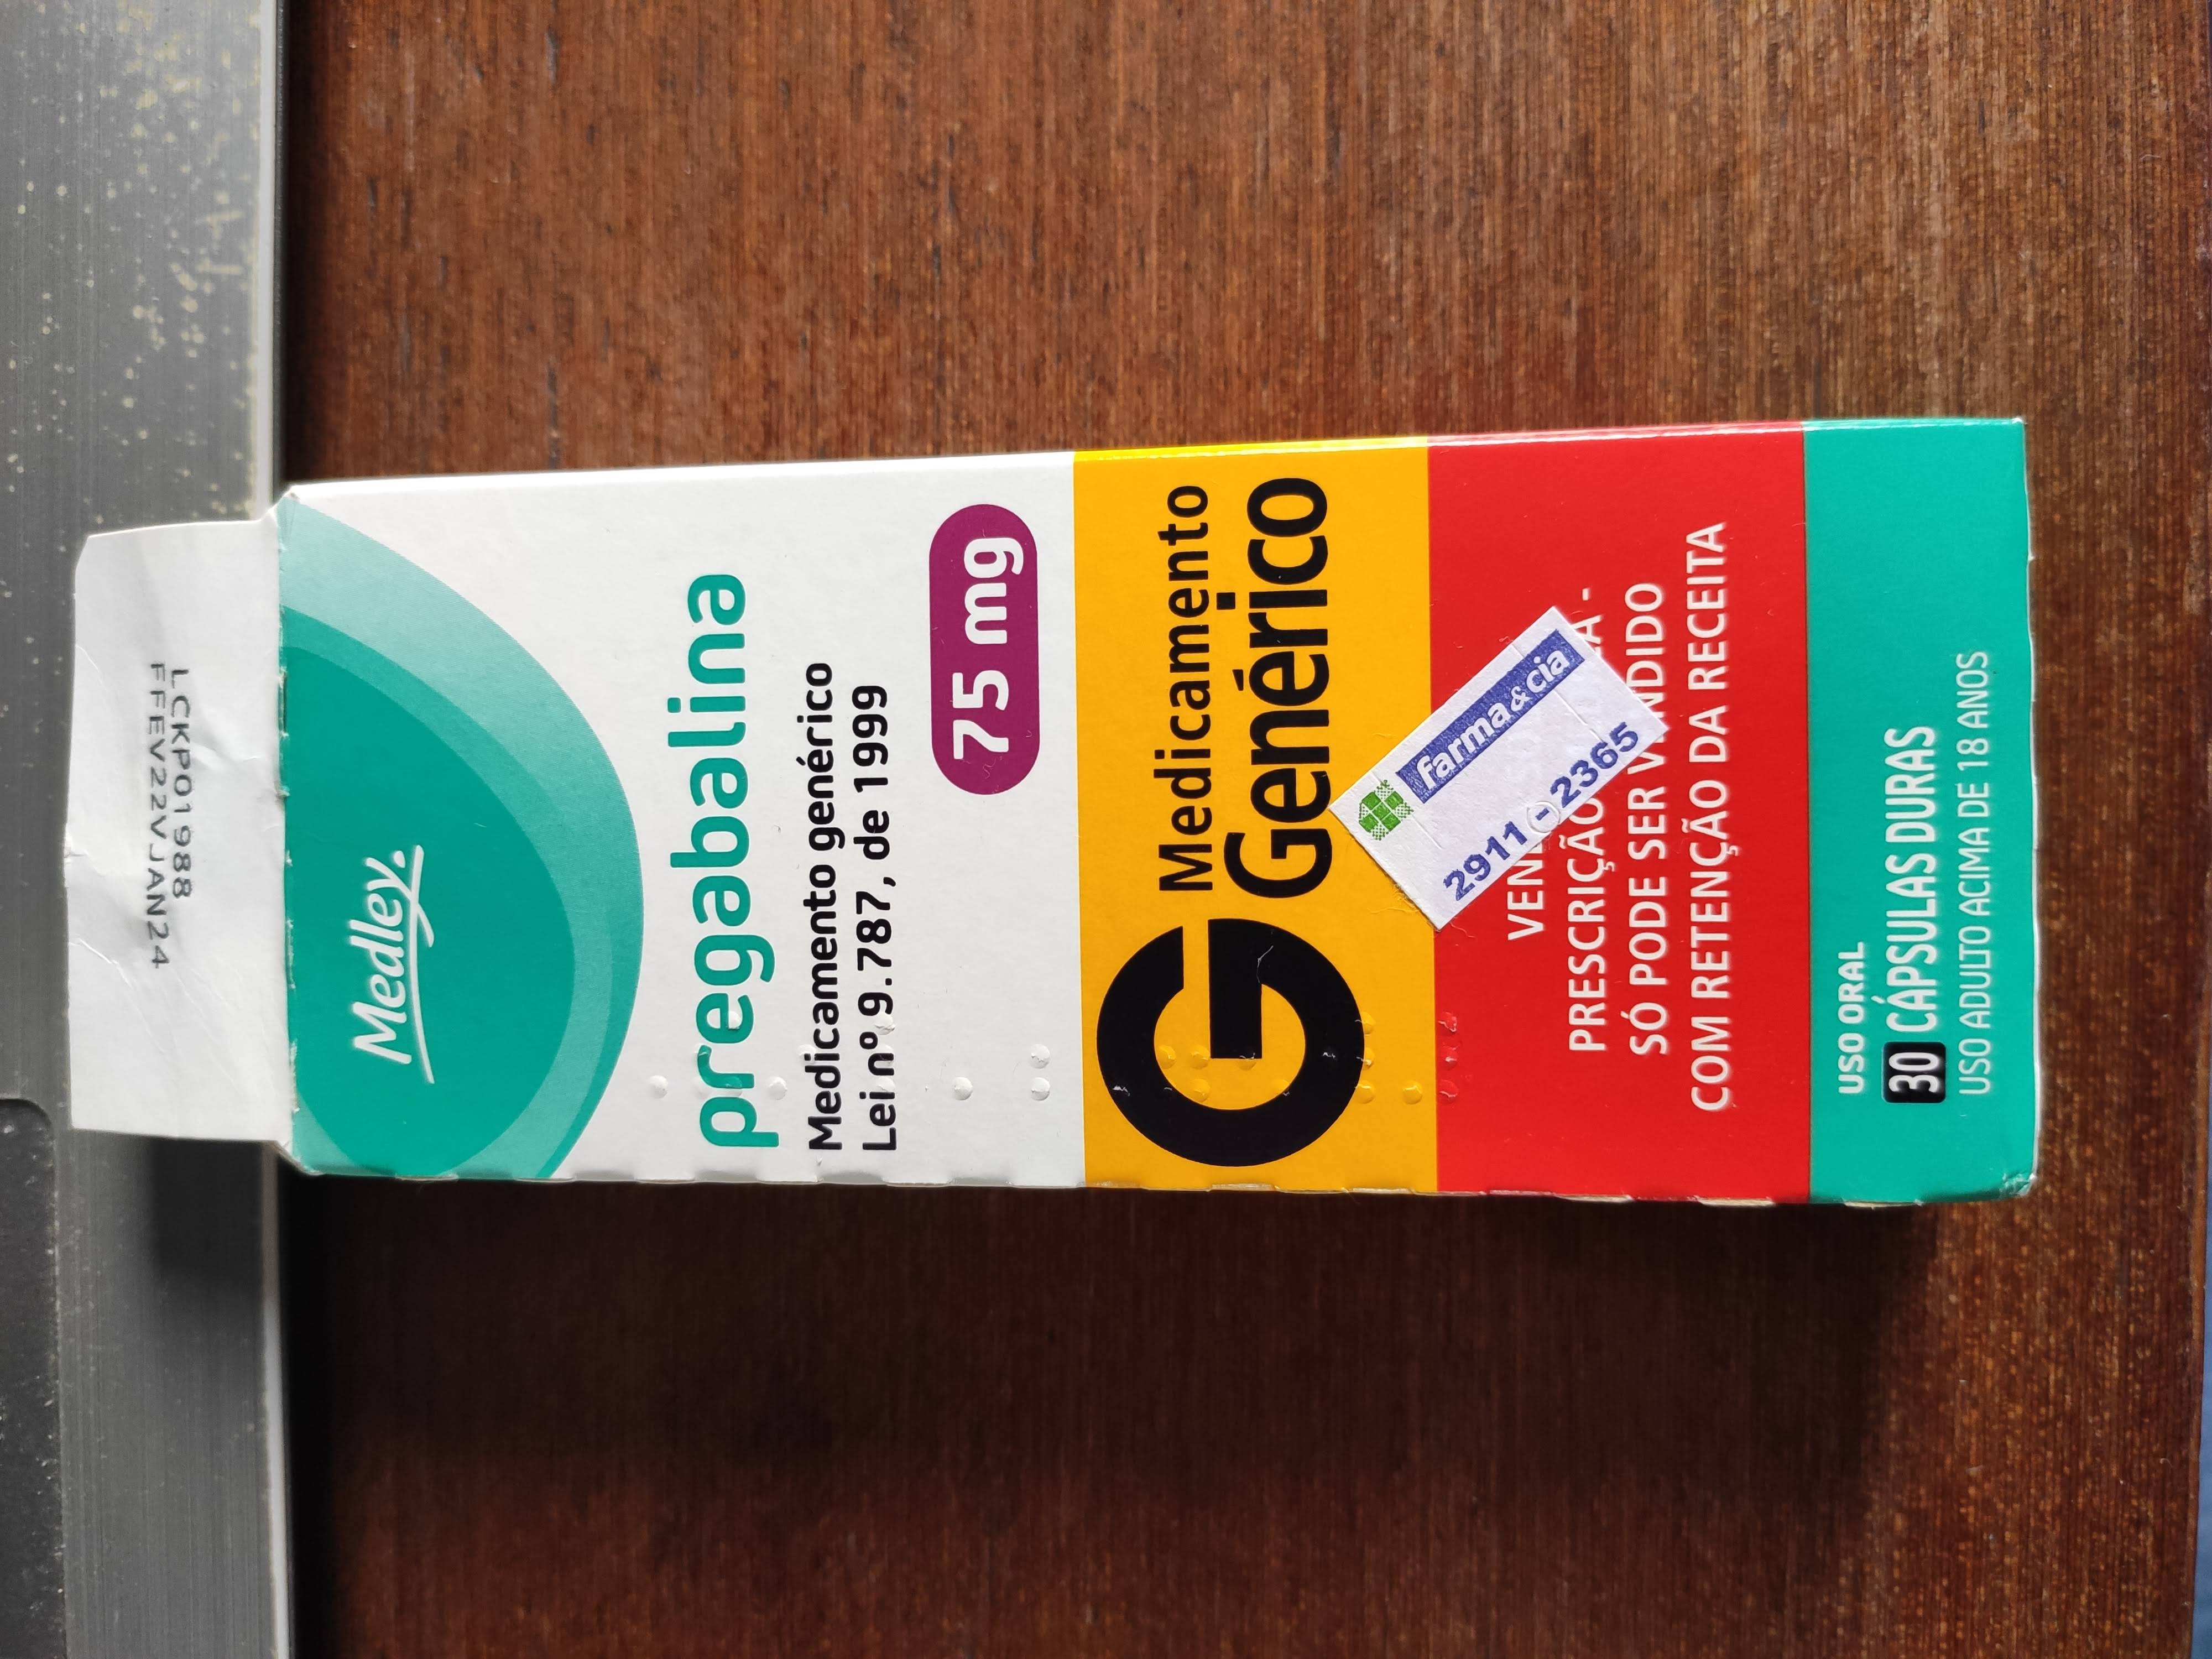 LCKP01988
FFEV22VJAN24
Medley.
pregabalina
Medicamento genérico
Lei nº 9.787, de 1999
75 mg
G Medicamento
Genérico
farma&cia
2911-2365
PRESCRIÇÃO -
SÓ PODE SER VENDIDO
COM RETENÇÃO DA RECEITA
USO ORAL
30 CÁPSULAS DURAS
USO ADULTO ACIMA DE 18 ANOS